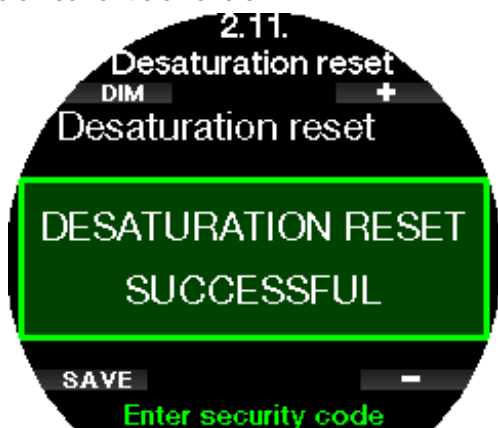 2.11.
Desaturation reset
DIM +
Desaturation reset
DESATURATION RESET
SUCCESSFUL
SAVE -
Enter security code